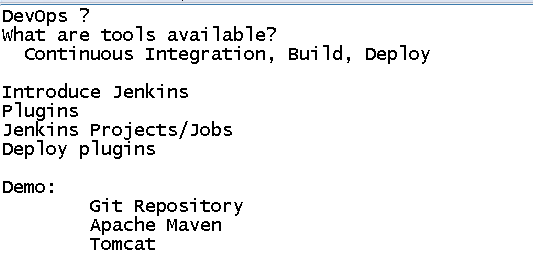 DevOps ?
What are tools available?
Continuous Integration, Build, Deploy
Introduce Jenkins
Plugins
Jenkins Projects/Jobs
Deploy plugins
Demo:
Git Repository
Apache Maven
Tomcat